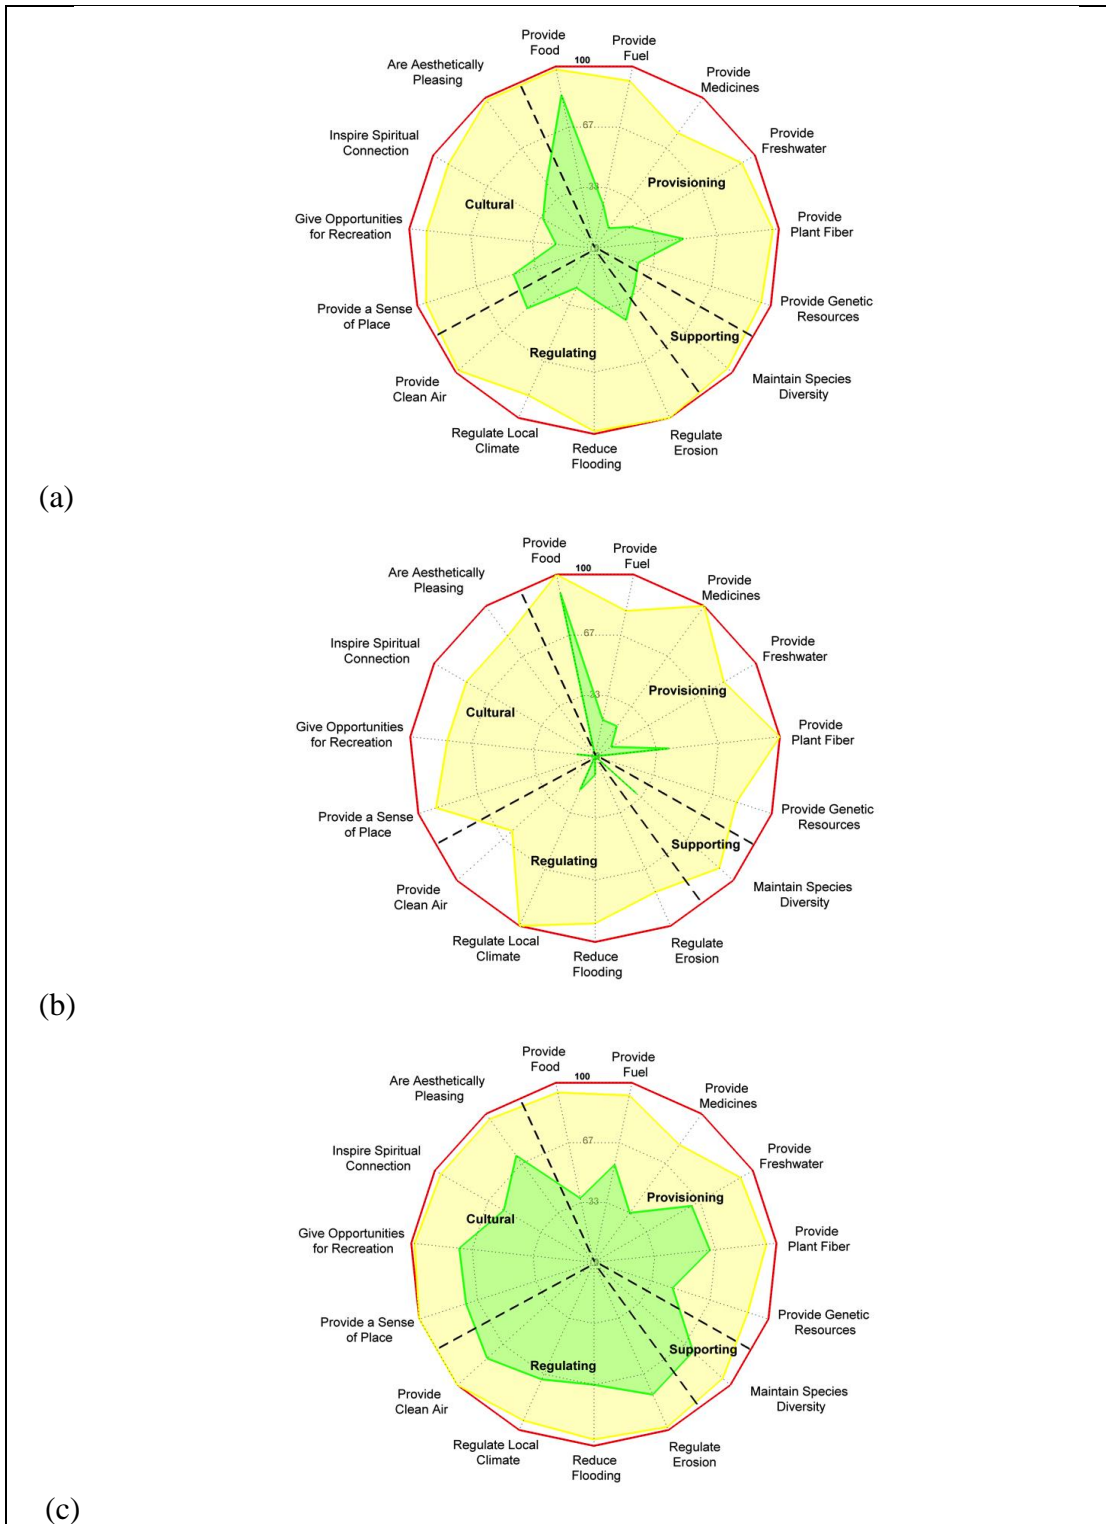 Provide
Food
100
Provide
Fuel
Provide
Medicines
Provide
Freshwater
Provide
Plant Fiber
Provide Genetic
Resources
Maintain Species
Diversity
Regulate
Erosion
Reduce
Flooding
Regulate Local
Climate
Provide
Clean Air
Provide a Sense
of Place
Give Opportunities
for Recreation
Inspire Spiritual
Connection
Are Aesthetically
Pleasing
67
33
Provisioning
Cultural
Supporting
Regulating
(a)
Provide
Food
100
Provide
Fuel
Provide
Medicines
Provide
Freshwater
Provide
Plant Fiber
Provide Genetic
Resources
Maintain Species
Diversity
Regulate
Erosion
Reduce
Flooding
Regulate Local
Climate
Provide
Clean Air
Provide a Sense
of Place
Give Opportunities
for Recreation
Inspire Spiritual
Connection
Are Aesthetically
Pleasing
67
Provisioning
Cultural
Supporting
Regulating
(b)
Provide
Food
100
Provide
Fuel
Provide
Medicines
Provide
Freshwater
Provide
Plant Fiber
Provide Genetic
Resources
Maintain Species
Diversity
Regulate
Erosion
Reduce
Flooding
Regulate Local
Climate
Provide
Clean Air
Provide a Sense
of Place
Give Opportunities
for Recreation
Inspire Spiritual
Connection
Are Aesthetically
Pleasing
67
33
Provisioning
Cultural
Supporting
Regulating
(c)